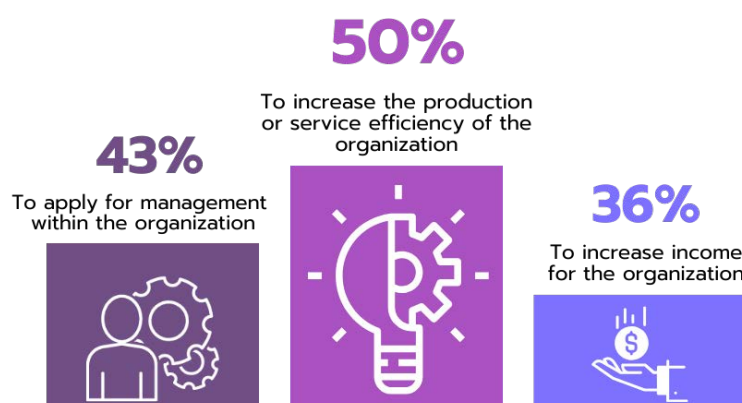 50%
To increase the production
or service efficiency of the
organization
43%
To apply for management
within the organization
36%
To increase income
for the organization
$